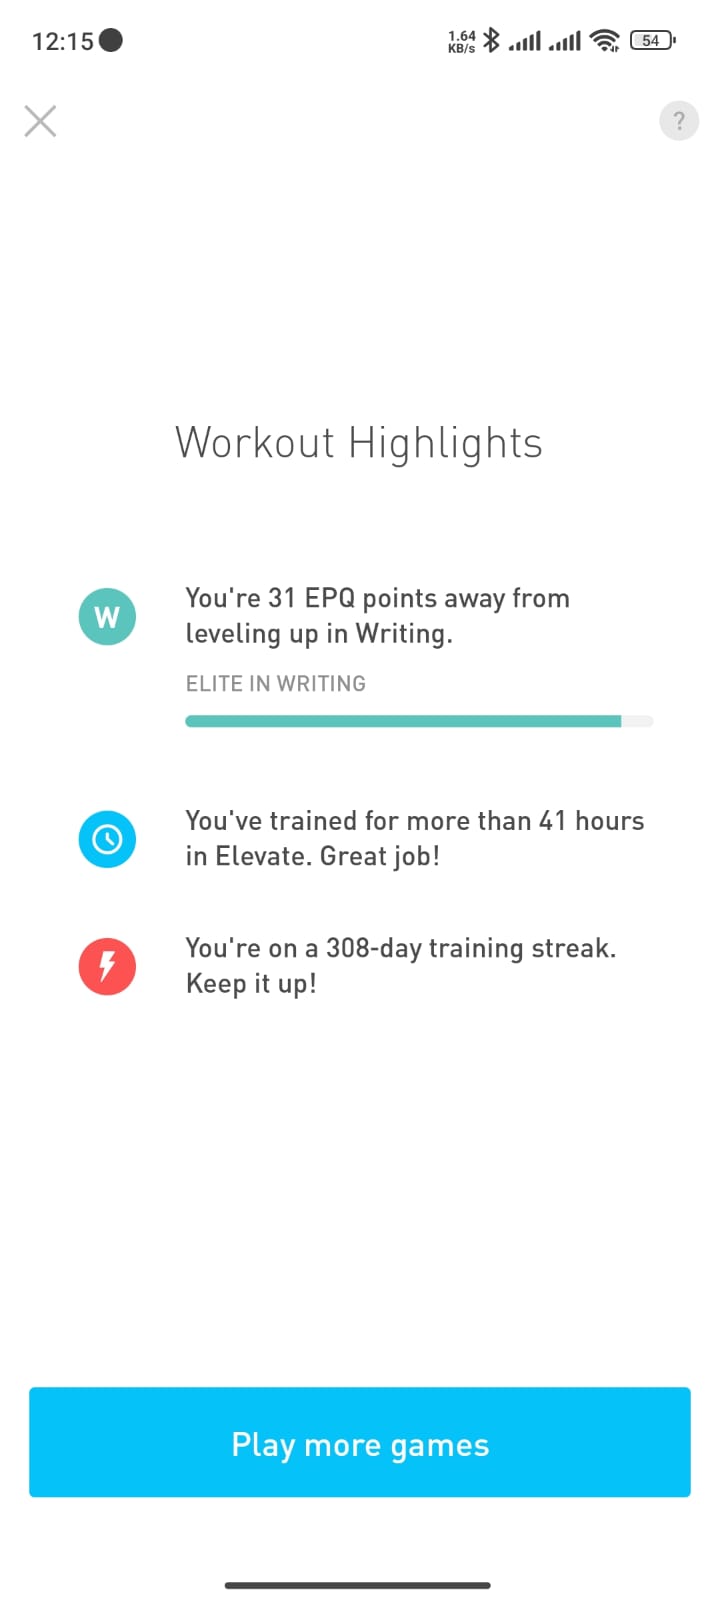 12:15
1.64
KB/s
54
?
Workout Highlights
W
You're 31 EPQ points away from
leveling up in Writing.
ELITE IN WRITING
You've trained for more than 41 hours
in Elevate. Great job!
You're on a 308-day training streak.
Keep it up!
Play more games